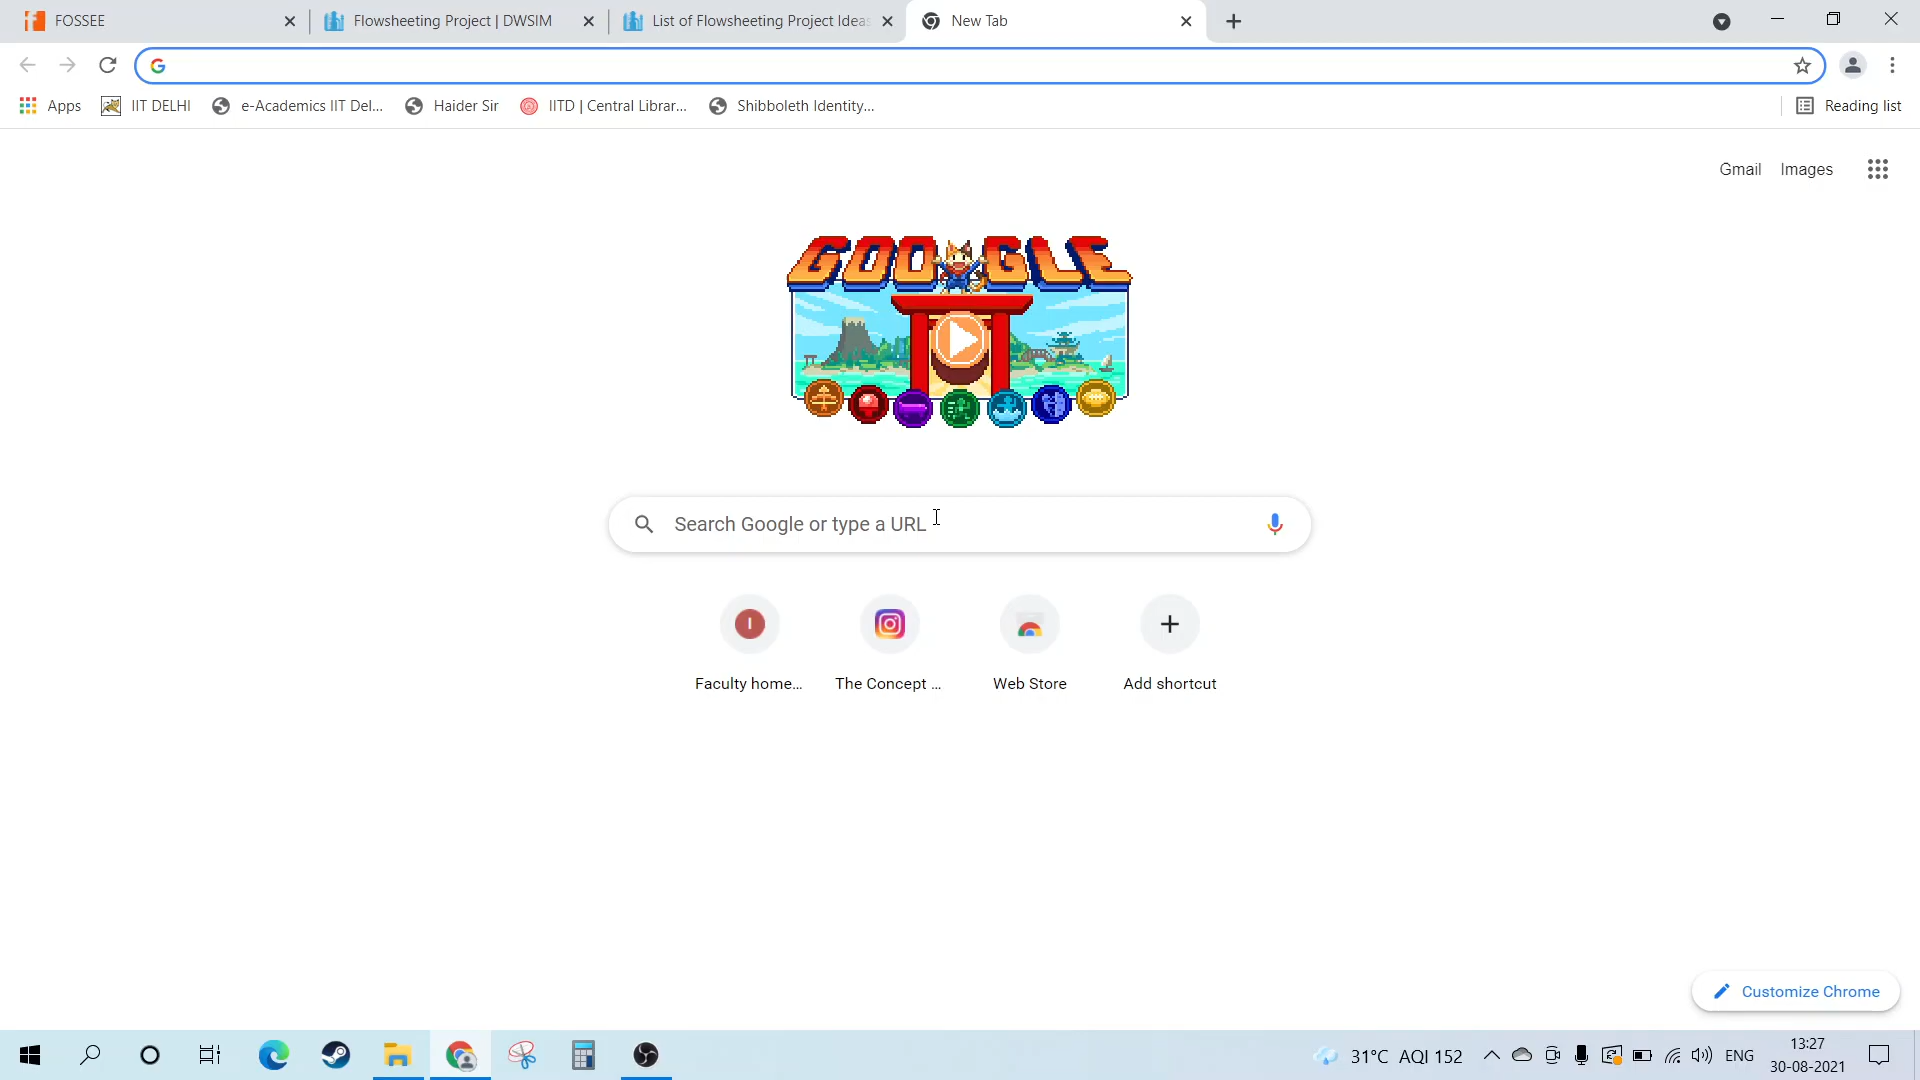 FOSSEE
Flowsheeting Project | DWSIM
List of Flowsheeting Project Ideas
New Tab
Apps
IIT DELHI
e-Academics IIT Del...
Haider Sir
IITD | Central Librar...
Shibboleth Identity...
Reading list
Gmail
Images
GOOGLE
Search Google or type a URL
Faculty home...
The Concept ...
Web Store
Add shortcut
Customize Chrome
31°C AQI 152
ENG
13:27
30-08-2021